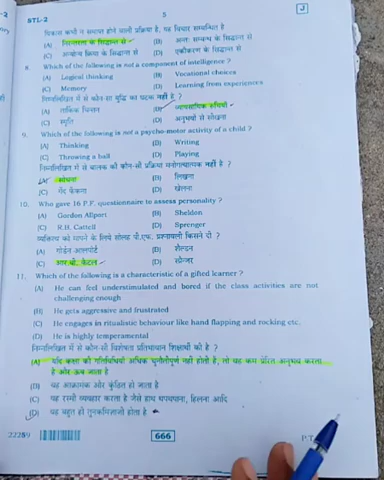 STL-2
5
J
विकास कभी न समाप्त होने वाली प्रक्रिया है, यह विचार सम्बन्धित है
(A) निरन्तरता के सिद्धान्त से
(B) अन्तः सम्बन्ध के सिद्धान्त से
(C) अन्योन्य क्रिया के सिद्धान्त से
(D) एकीकरण के सिद्धान्त से
8. Which of the following is not a component of intelligence ?
(A) Logical thinking
(B) Vocational choices
(C) Memory
(D) Learning from experiences
निम्नलिखित में से कौन-सा बुद्धि का घटक नहीं है ?
(A) तार्किक चिन्तन
(B) व्यावसायिक रुचियाँ
(C) स्मृति
(D) अनुभवों से सीखना
9. Which of the following is not a psycho-motor activity of a child ?
(A) Thinking
(B) Writing
(C) Throwing a ball
(D) Playing
निम्नलिखित में से बालक की कौन-सी प्रक्रिया मनोगत्यात्मक नहीं है ?
(A) सोचना
(B) लिखना
(C) गेंद फेंकना
(D) खेलना
10. Who gave 16 P.F. questionnaire to assess personality ?
(A) Gordon Allport
(B) Sheldon
(C) R.B. Cattell
(D) Sprenger
व्यक्तित्व को मापने के लिये सोलह पी.एफ. प्रश्नावली किसने दी ?
(A) गोर्डन आलपोर्ट
(B) शैल्डन
(C) आर.बी. कैटल
(D) स्प्रेन्जर
11. Which of the following is a characteristic of a gifted learner ?
(A) He can feel understimulated and bored if the class activities are not
challenging enough
(B) He gets aggressive and frustrated
(C) He engages in ritualistic behaviour like hand flapping and rocking etc.
(D) He is highly temperamental
निम्नलिखित में से कौन सी विशेषता प्रतिभावान शिक्षार्थी की है ?
(A) यदि कक्षा की गतिविधियाँ अधिक चुनौतीपूर्ण नहीं होती है, तो वह कम प्रेरित अनुभव करता
है और ऊब जाता है
(B) वह आक्रामक और कुंठित हो जाता है
(C) वह रस्मी व्यवहार करता है जैसे हाथ थपथपाना, हिलना आदि
(D) वह बहुत ही तुनकमिज़ाजी होता है
22289
666
P.T.